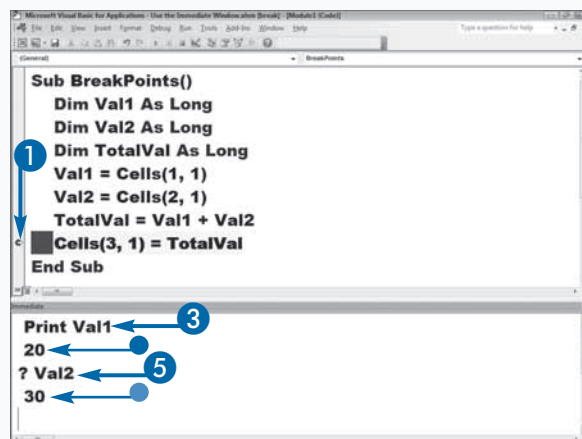 Microsoft Visual Basic for Applications - Use the Immediate Window.xlsm [break] - [Module1 (Code)]
File Edit View Insert Format Debug Run Tools Add-Ins Window Help Type a question for help
(General) BreakPoints
Sub BreakPoints()
Dim Val1 As Long
Dim Val2 As Long
Dim TotalVal As Long
1
Val1 = Cells(1, 1)
Val2 = Cells(2, 1)
TotalVal = Val1 + Val2
Cells(3, 1) = TotalVal
End Sub
Immediate
Print Val1 3
20
? Val2 5
30